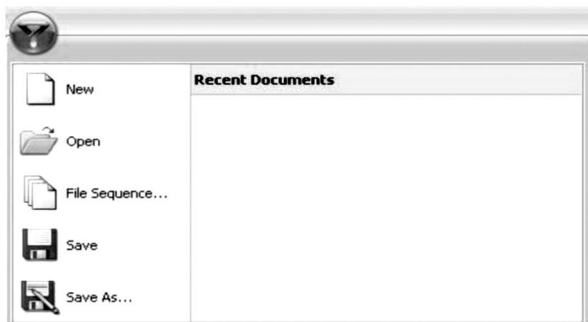 New
Recent Documents
Open
File Sequence...
Save
Save As...